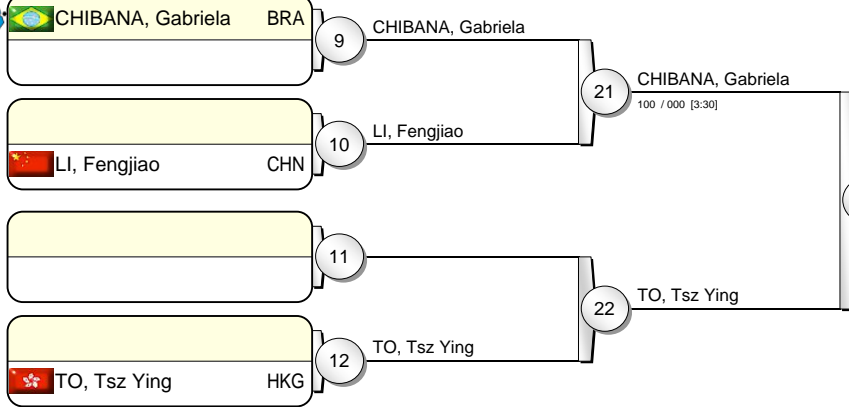 CHIBANA, Gabriela BRA
9
CHIBANA, Gabriela
21
CHIBANA, Gabriela
100 / 000 [3:30]
10
LI, Fengjiao
LI, Fengjiao CHN
11
22
TO, Tsz Ying
12
TO, Tsz Ying
TO, Tsz Ying HKG